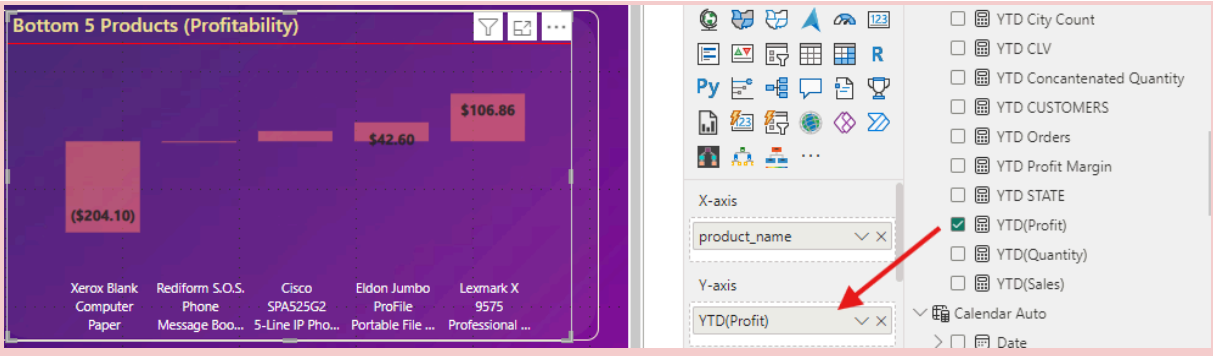 Bottom 5 Products (Profitability)
$106.86
$42.60
($204.10)
Xerox Blank
Computer
Paper
Rediform S.O.S.
Phone
Message Boo...
Cisco
SPA525G2
5-Line IP Pho...
Eldon Jumbo
ProFile
Portable File ...
Lexmark X
9575
Professional ...
123
R
Py
123
...
X-axis
product_name
Y-axis
YTD(Profit)
YTD City Count
YTD CLV
YTD Concantenated Quantity
YTD CUSTOMERS
YTD Orders
YTD Profit Margin
YTD STATE
YTD(Profit)
YTD(Quantity)
YTD(Sales)
Calendar Auto
Date